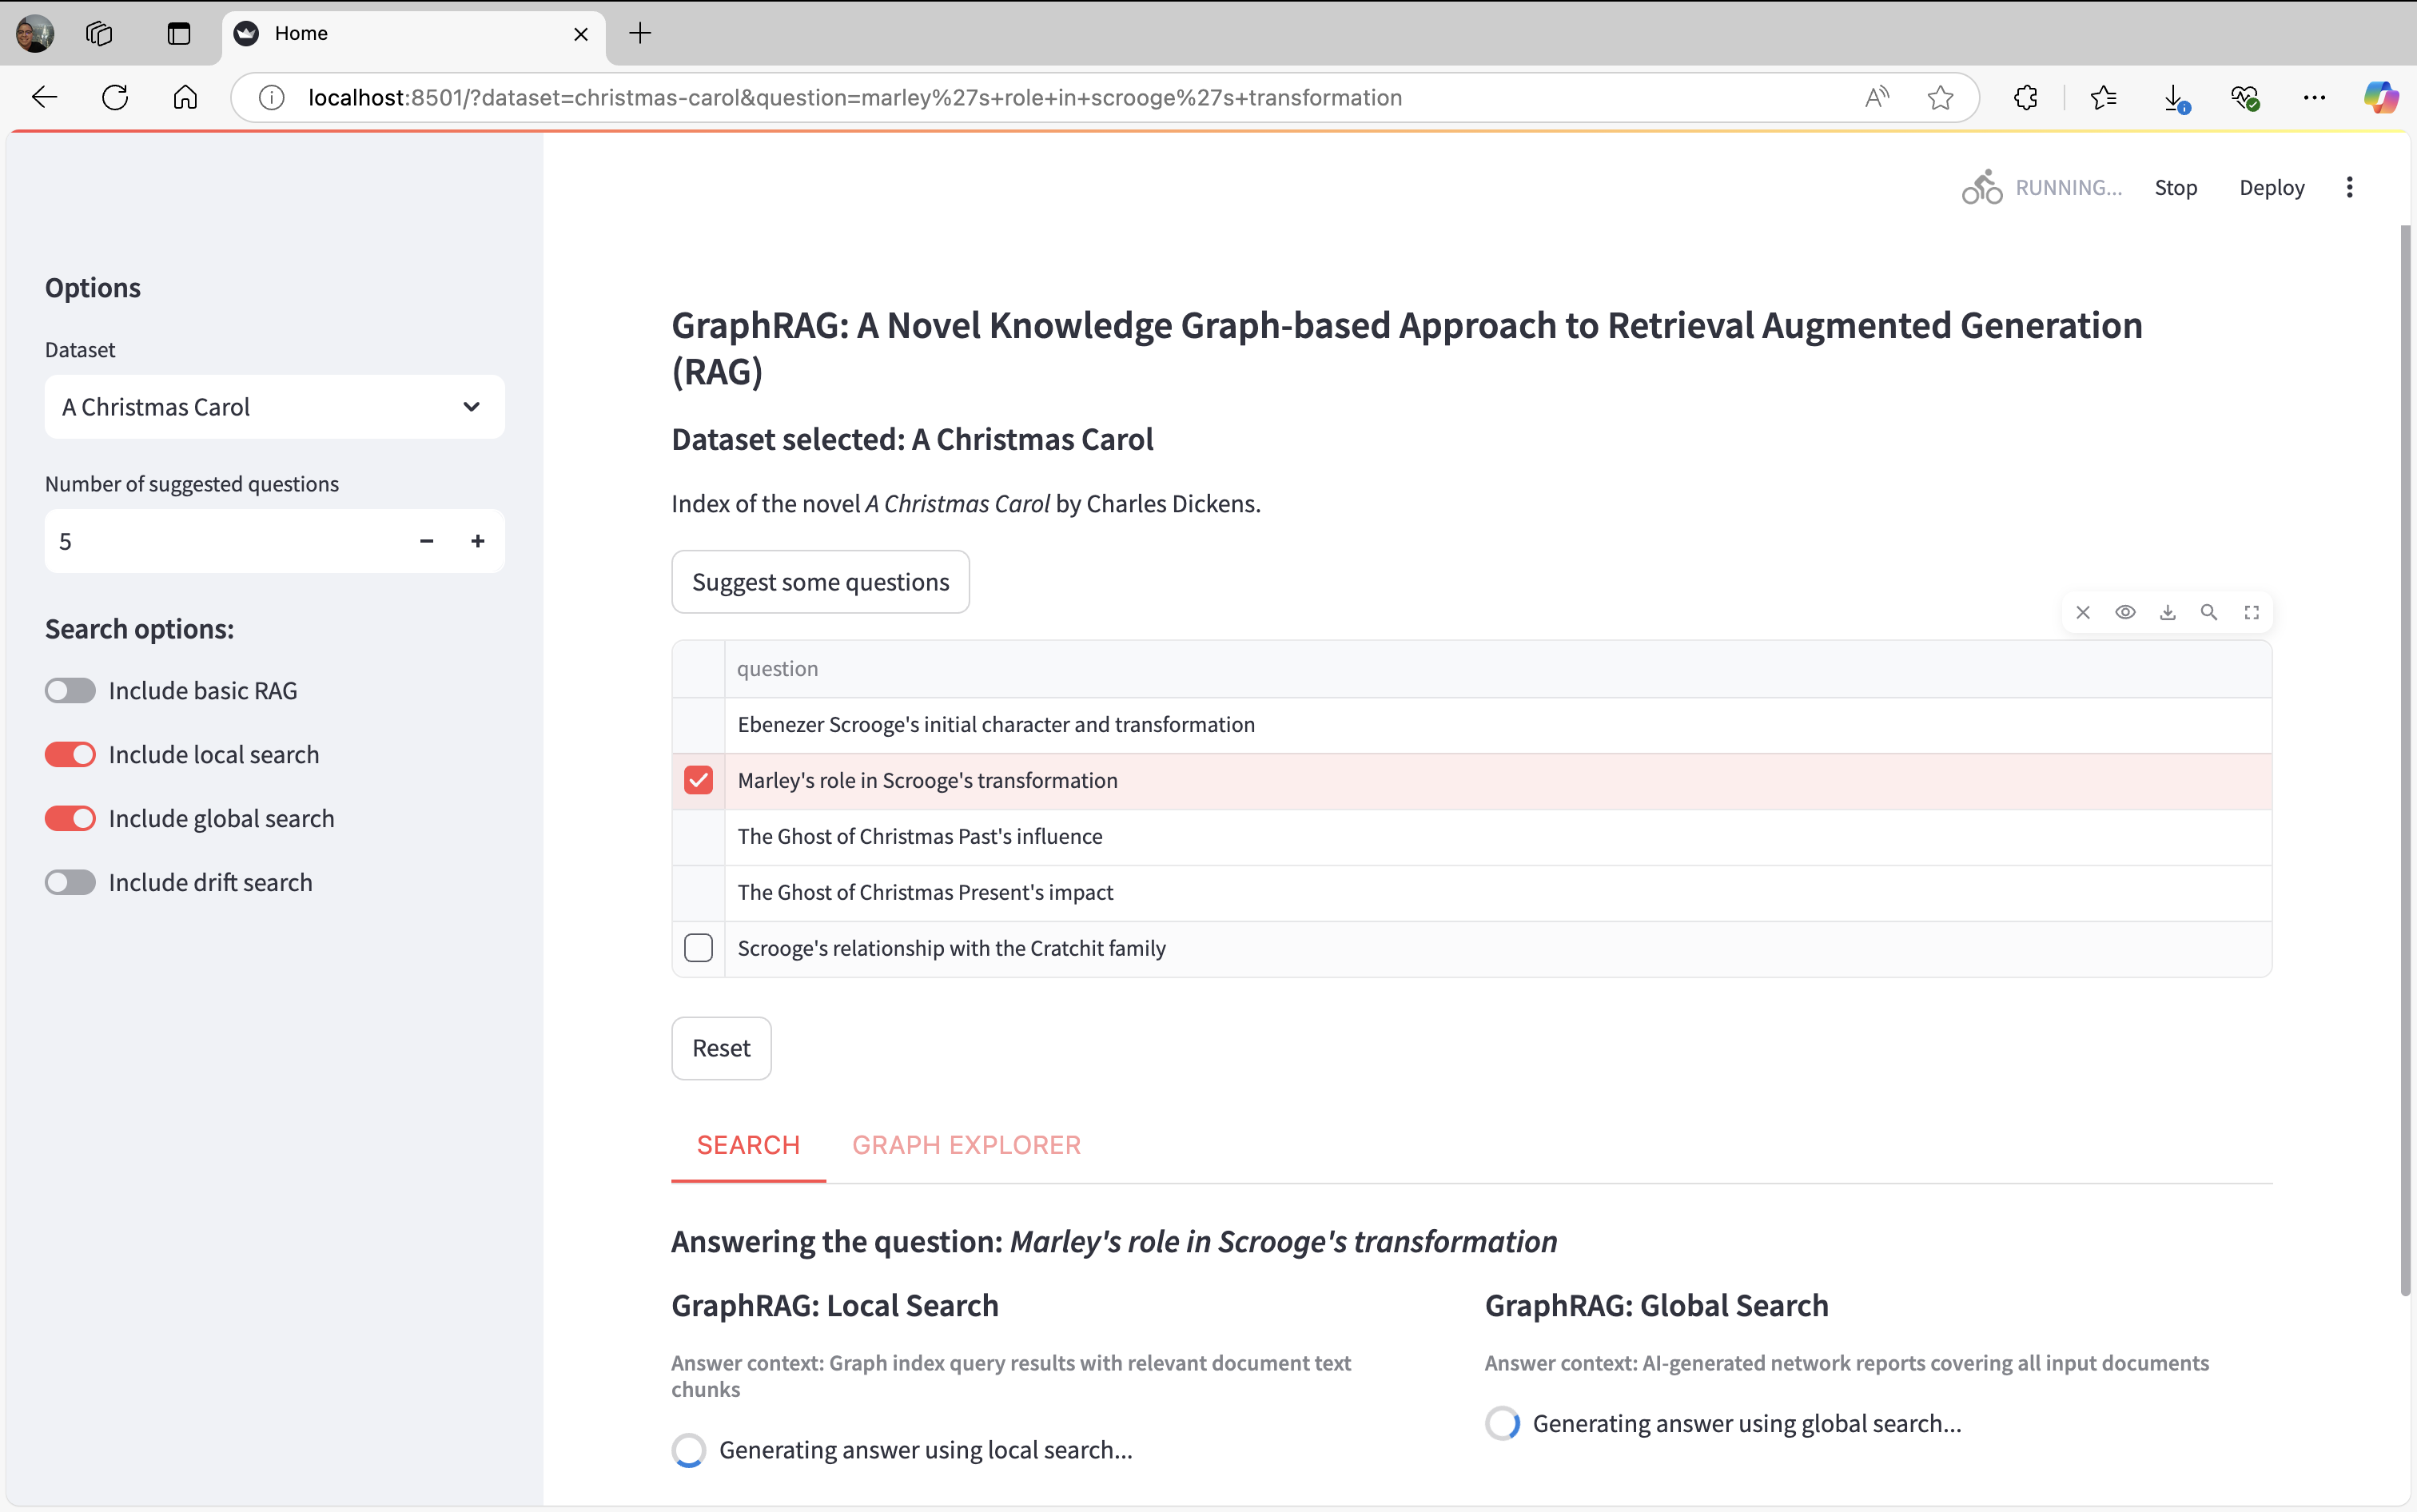 Home
localhost:8501/?dataset=christmas-carol&question=marley%27s+role+in+scrooge%27s+transformation
RUNNING...
Stop
Deploy
Options
Dataset
A Christmas Carol
Number of suggested questions
5
Search options:
Include basic RAG
Include local search
Include global search
Include drift search
GraphRAG: A Novel Knowledge Graph-based Approach to Retrieval Augmented Generation
(RAG)
Dataset selected: A Christmas Carol
Index of the novel A Christmas Carol by Charles Dickens.
Suggest some questions
question
Ebenezer Scrooge's initial character and transformation
Marley's role in Scrooge's transformation
The Ghost of Christmas Past's influence
The Ghost of Christmas Present's impact
Scrooge's relationship with the Cratchit family
Reset
SEARCH
GRAPH EXPLORER
Answering the question: Marley's role in Scrooge's transformation
GraphRAG: Local Search
Answer context: Graph index query results with relevant document text
chunks
Generating answer using local search...
GraphRAG: Global Search
Answer context: AI-generated network reports covering all input documents
Generating answer using global search...